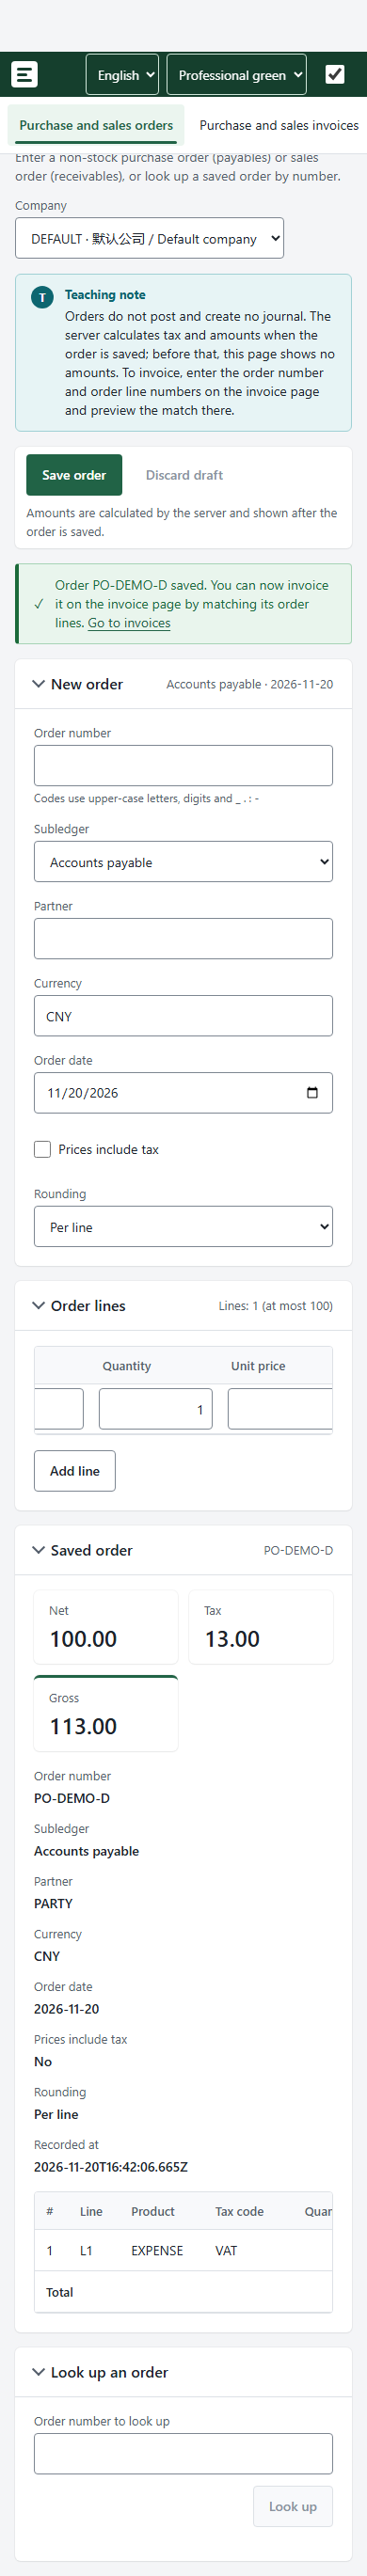 English
Professional green
Purchase and sales orders
Purchase and sales invoices
Enter a non-stock purchase order (payables) or sales
order (receivables), or look up a saved order by number.
Company
DEFAULT · 默认公司 / Default company
T
Teaching note
Orders do not post and create no journal. The
server calculates tax and amounts when the
order is saved; before that, this page shows no
amounts. To invoice, enter the order number
and order line numbers on the invoice page
and preview the match there.
Save order
Discard draft
Amounts are calculated by the server and shown after the
order is saved.
✓
Order PO-DEMO-D saved. You can now invoice
it on the invoice page by matching its order
lines. Go to invoices
New order
Accounts payable · 2026-11-20
Order number
Codes use upper-case letters, digits and _ . : -
Subledger
Accounts payable
Partner
Currency
CNY
Order date
11/20/2026
Prices include tax
Rounding
Per line
Order lines
Lines: 1 (at most 100)
Quantity
Unit price
1
Add line
Saved order
PO-DEMO-D
Net
100.00
Tax
13.00
Gross
113.00
Order number
PO-DEMO-D
Subledger
Accounts payable
Partner
PARTY
Currency
CNY
Order date
2026-11-20
Prices include tax
No
Rounding
Per line
Recorded at
2026-11-20T16:42:06.665Z
# Line Product Tax code Quar
1 L1 EXPENSE VAT
Total
Look up an order
Order number to look up
Look up